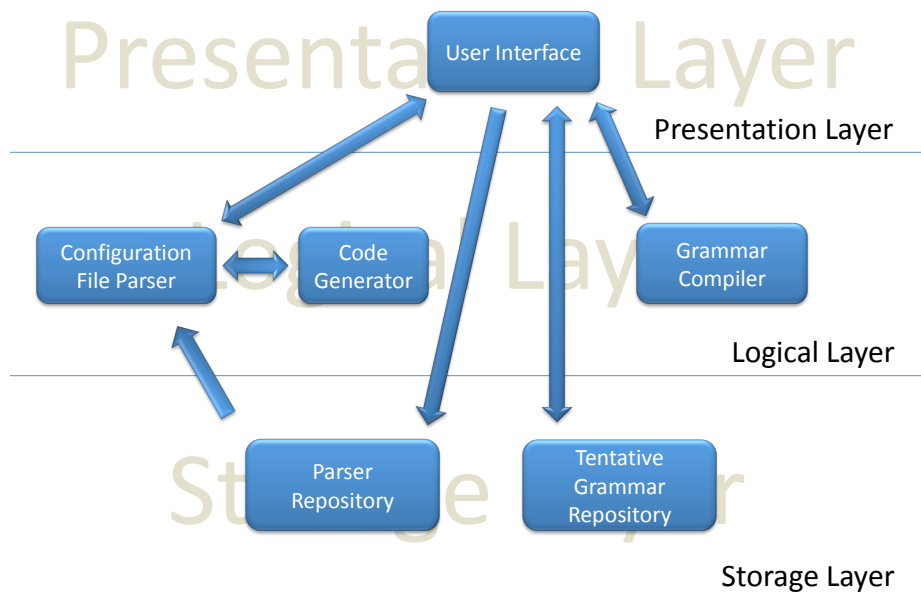 Presentation Layer
User Interface
Presentation Layer
Logical Layer
Configuration
File Parser
Code
Generator
Grammar
Compiler
Logical Layer
Storage Layer
Parser
Repository
Tentative
Grammar
Repository
Storage Layer